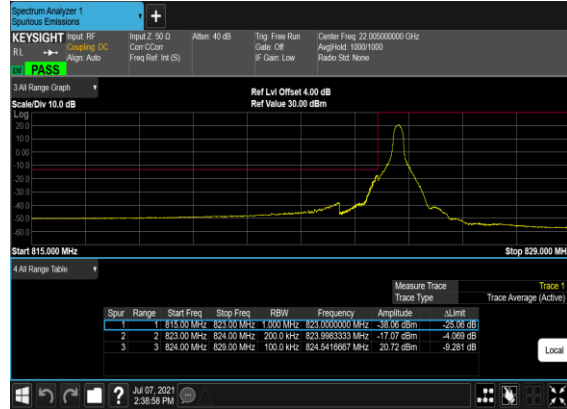 Spectrum Analyzer 1
Spurious Emissions
+
KEYSIGHT Input: RF Input Z: 50 Ω Atten: 40 dB Trig: Free Run Center Freq: 22.005000000 GHz
RL Coupling: DC Corr CCorr Gate: Off Avg|Hold: 1000/1000
Align: Auto Freq Ref: Int (S) IF Gain: Low Radio Std: None
PASS
3 All Range Graph
Scale/Div 10.0 dB
Ref Lvl Offset 4.00 dB
Ref Value 30.00 dBm
Log
20.0
10.0
0.00
-10.0
-20.0
-30.0
-40.0
-50.0
-60.0
Start 815.000 MHz Stop 829.000 MH
4 All Range Table
Measure Trace Trace 1
Trace Type Trace Average (Active)
Spur Range Start Freq Stop Freq RBW Frequency Amplitude ΔLimit
1 1 815.00 MHz 823.00 MHz 1.000 MHz 823.0000000 MHz -38.06 dBm -25.06 dB
2 2 823.00 MHz 824.00 MHz 200.0 kHz 823.9983333 MHz -17.07 dBm -4.069 dB
3 3 824.00 MHz 829.00 MHz 100.0 kHz 824.5416667 MHz 20.72 dBm -9.281 dB
Local
?
Jul 07, 2021
2:38:58 PM